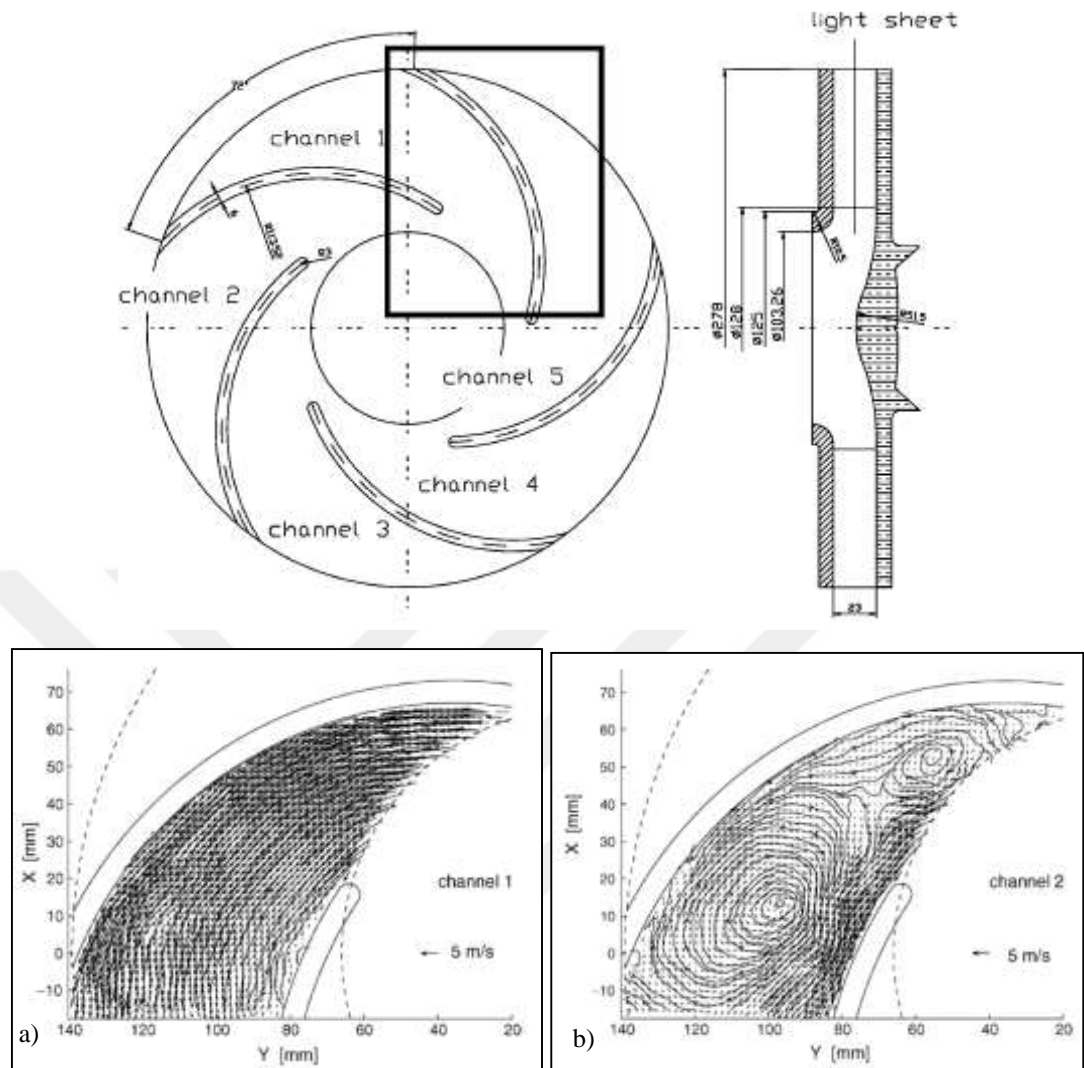 light sheet
72°
channel 1
channel 2
R3
channel 5
channel 4
channel 3
ø278
ø128
ø125
ø103,26
23
70
60
50
40
30
20
10
0
-10
X [mm]
channel 1
5 m/s
140
120
100
80
60
40
20
Y [mm]
a)
70
60
50
40
30
20
10
0
-10
X [mm]
channel 2
5 m/s
140
120
100
80
60
40
20
Y [mm]
b)